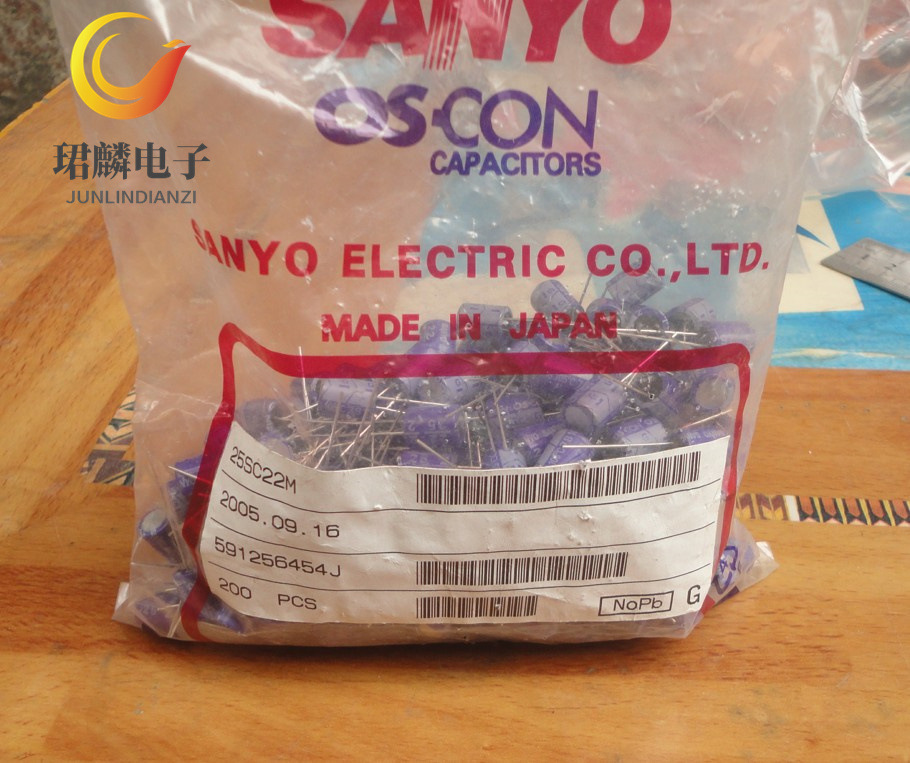 SANYO
OS-CON
CAPACITORS
珺麟电子
JUNLINDIANZI
SANYO ELECTRIC CO.,LTD.
MADE IN JAPAN
25SC22M
2005.09.16
591256454J
200 PCS
NoPb G